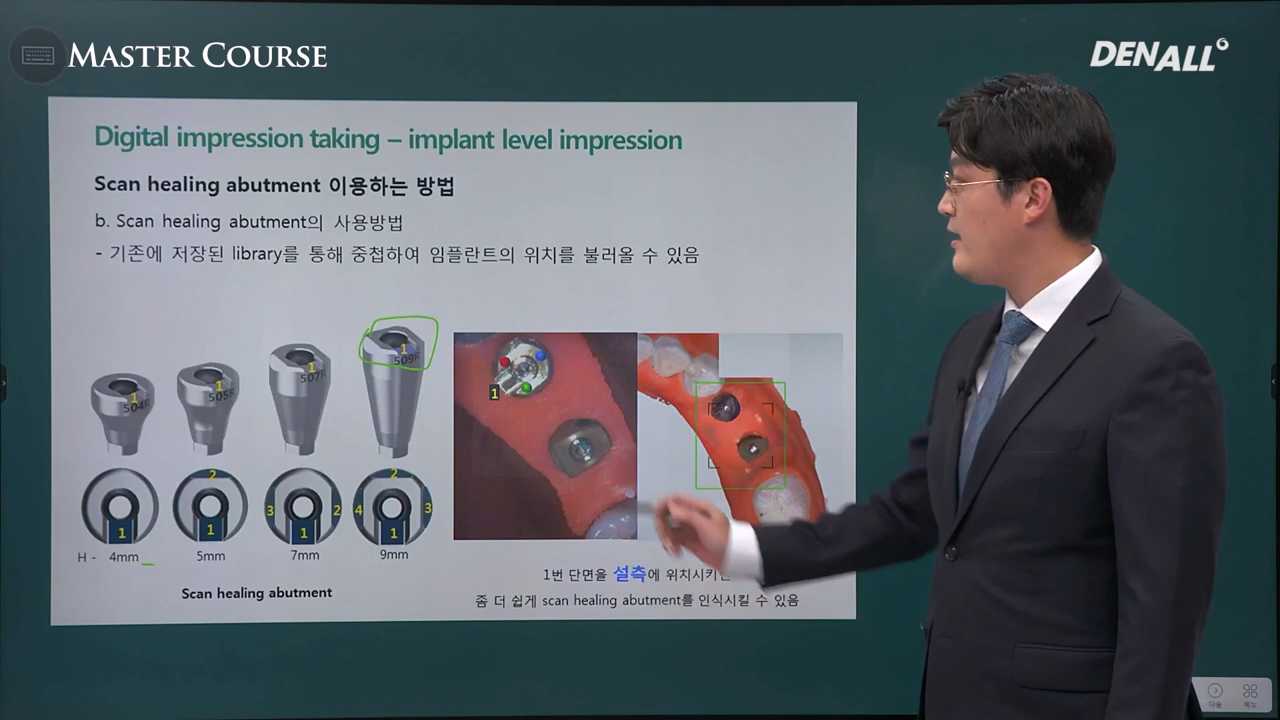 MASTER COURSE
DENALL
Digital impression taking – implant level impression
Scan healing abutment 이용하는 방법
b. Scan healing abutment의 사용방법
- 기존에 저장된 library를 통해 중첩하여 임플란트의 위치를 불러올 수 있음
1 504R
1 505R
1 507R
1 509R
1
1
2
1
3
2
1
2
4
3
1
H - 4mm 5mm 7mm 9mm
Scan healing abutment
1번 단면을 설측에 위치시키면
좀 더 쉽게 scan healing abutment를 인식시킬 수 있음
다음 메뉴